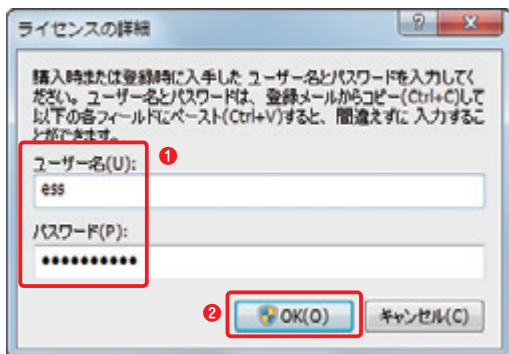 ライセンスの詳細
購入時または登録時に入手した ユーザー名とパスワードを入力してく
ださい。ユーザー名とパスワードは、登録メールからコピー(Ctrl+C)して
以下の各フィールドにペースト(Ctrl+V)すると、間違えずに 入力するこ
とができます。
ユーザー名(U):
❶
ess
パスワード(P):
●●●●●●●●●●
❷
OK(O)
キャンセル(C)